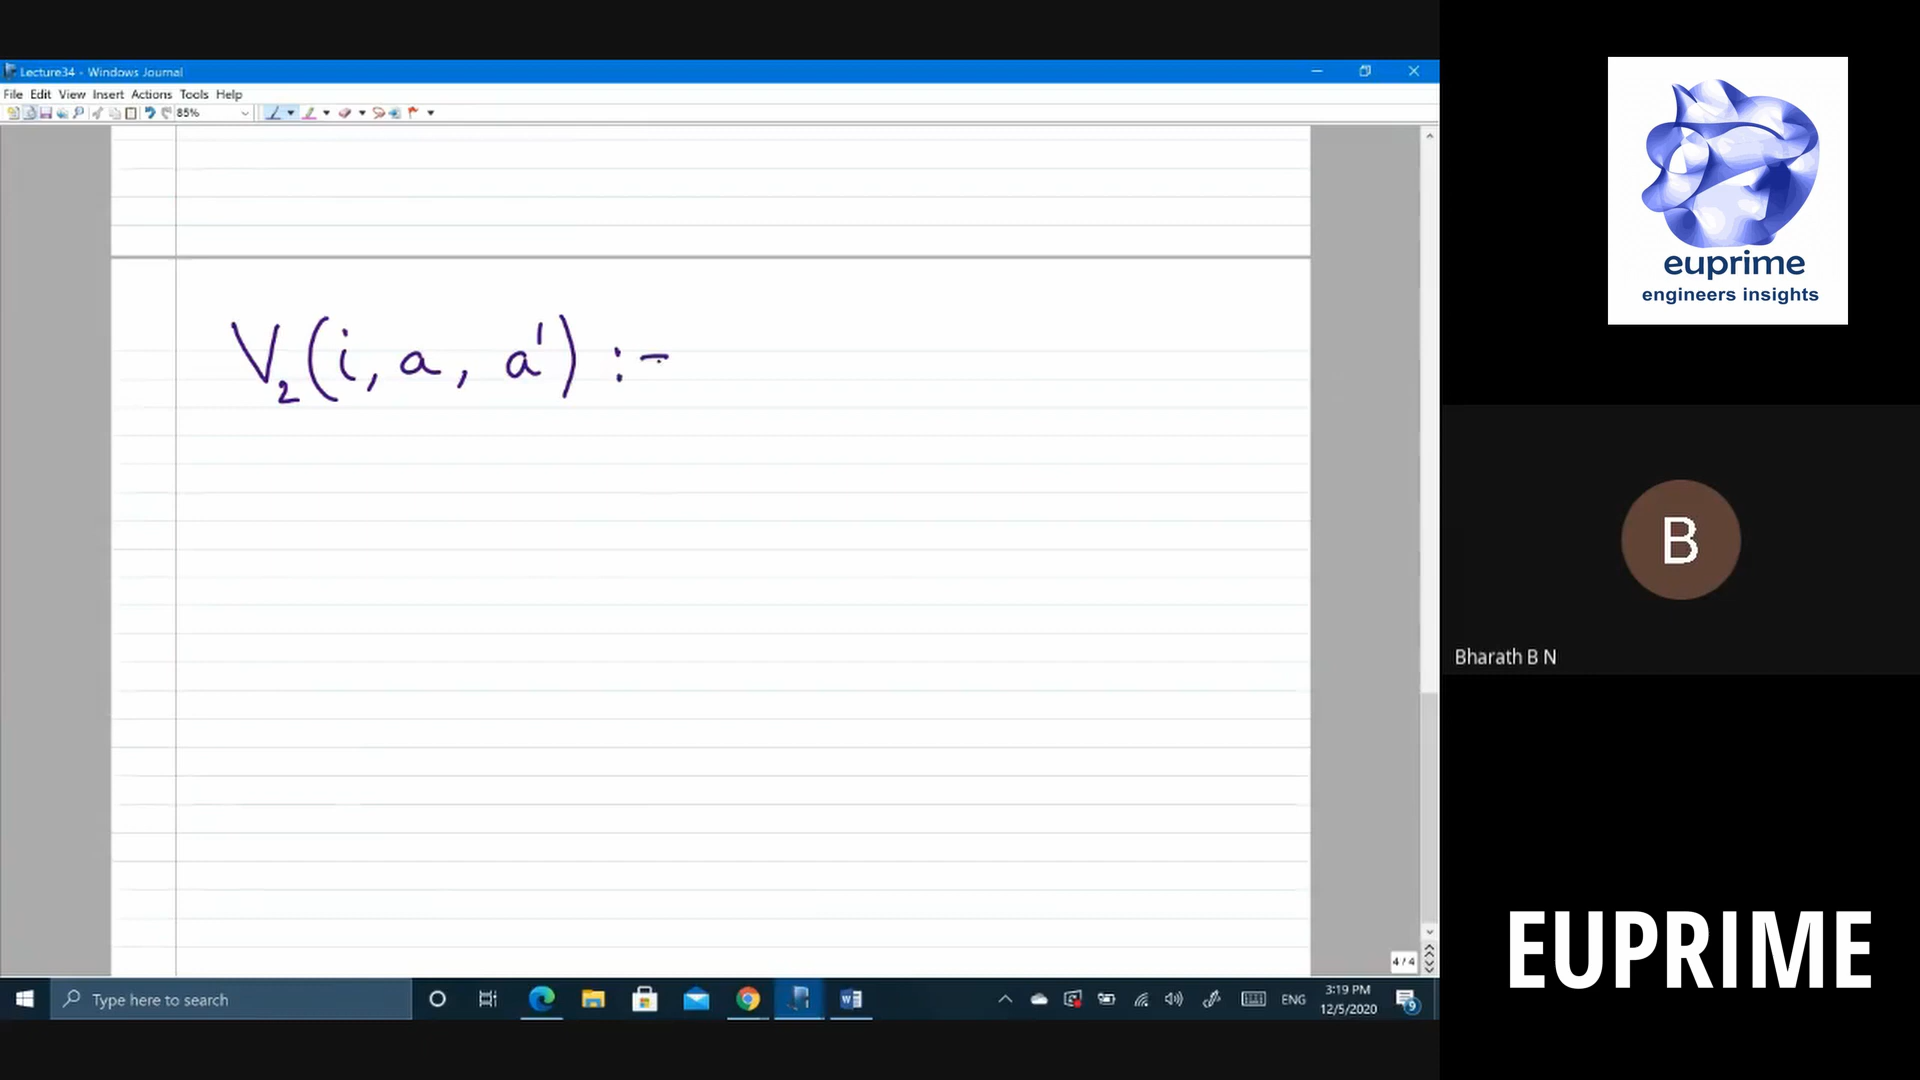 Lecture34 - Windows Journal
File Edit View Insert Actions Tools Help
85%
V₂(i, a, a') :-
4 / 4
Type here to search
ENG
3:19 PM
12/5/2020
9
euprime
engineers insights
B
Bharath B N
EUPRIME